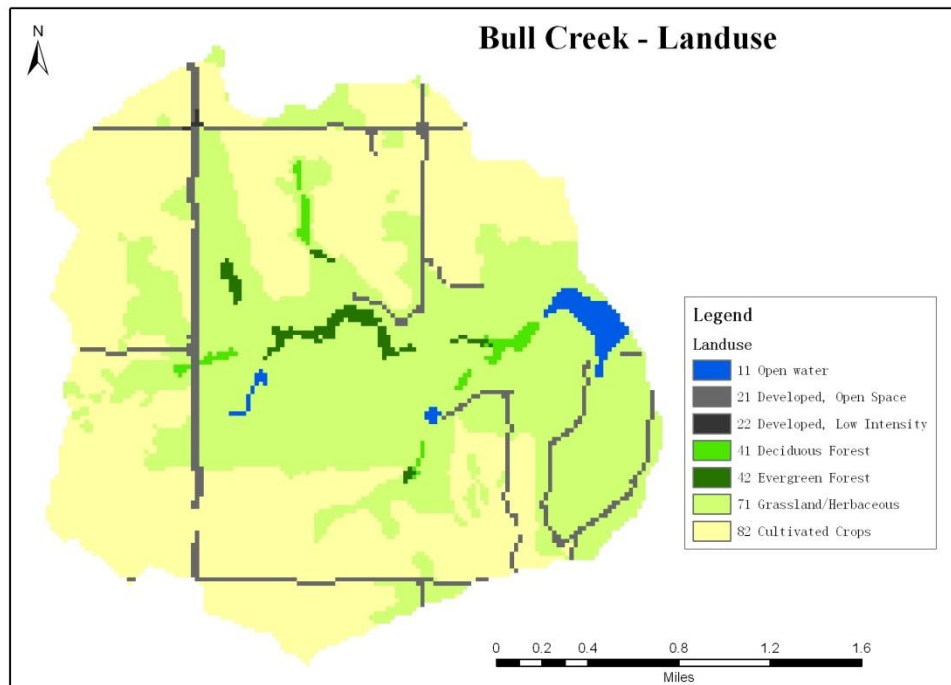 Bull Creek - Landuse
N
Legend
Landuse
11 Open water
21 Developed, Open Space
22 Developed, Low Intensity
41 Deciduous Forest
42 Evergreen Forest
71 Grassland/Herbaceous
82 Cultivated Crops
0 0.2 0.4 0.8 1.2 1.6
Miles